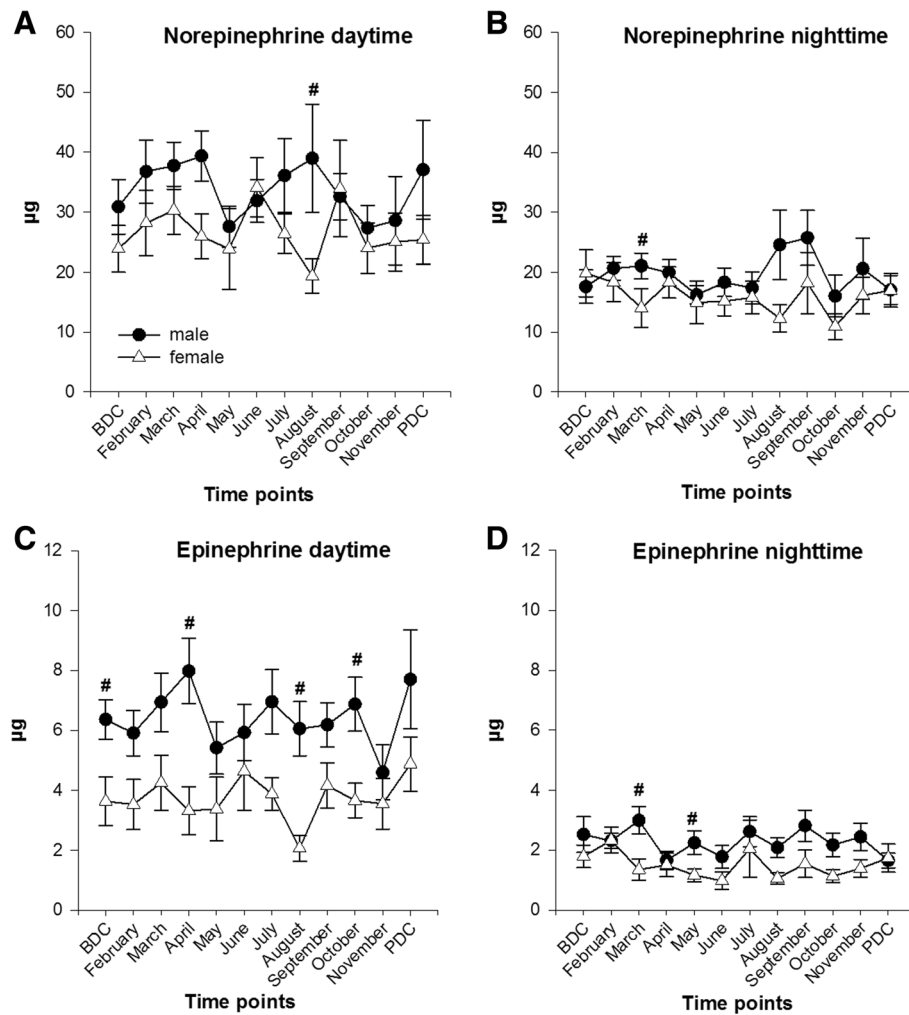 A
Norepinephrine daytime
60
50
40
30
20
10
0
µg
#
male
female
BDC
February
March
April
May
June
July
August
September
October
November
PDC
Time points
B
Norepinephrine nighttime
60
50
40
30
20
10
0
µg
#
BDC
February
March
April
May
June
July
August
September
October
November
PDC
Time points
C
Epinephrine daytime
12
10
8
6
4
2
0
µg
#
#
#
#
BDC
February
March
April
May
June
July
August
September
October
November
PDC
Time points
D
Epinephrine nighttime
12
10
8
6
4
2
0
µg
#
#
BDC
February
March
April
May
June
July
August
September
October
November
PDC
Time points